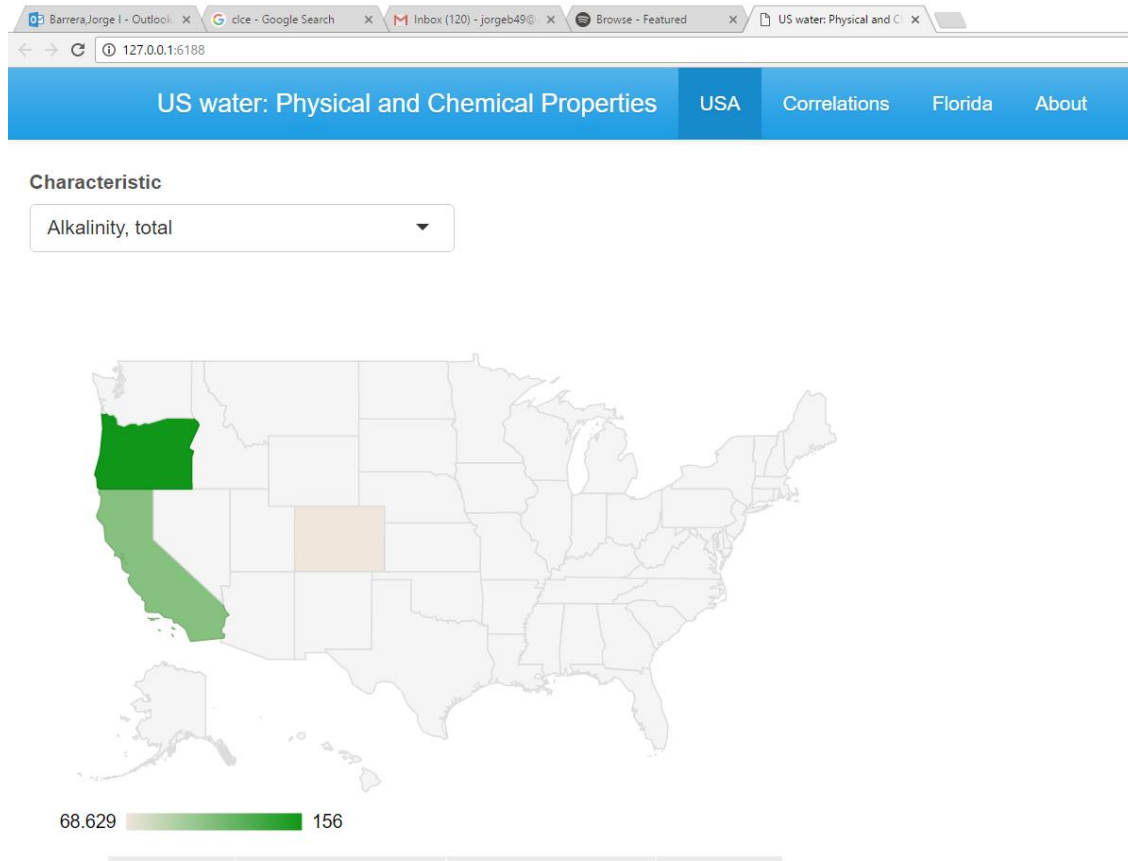 Barrera,Jorge I - Outlook
clce - Google Search
Inbox (120) - jorgeb49@
Browse - Featured
US water: Physical and C
127.0.0.1:6188
US water: Physical and Chemical Properties USA Correlations Florida About
Characteristic
Alkalinity, total
68.629 156